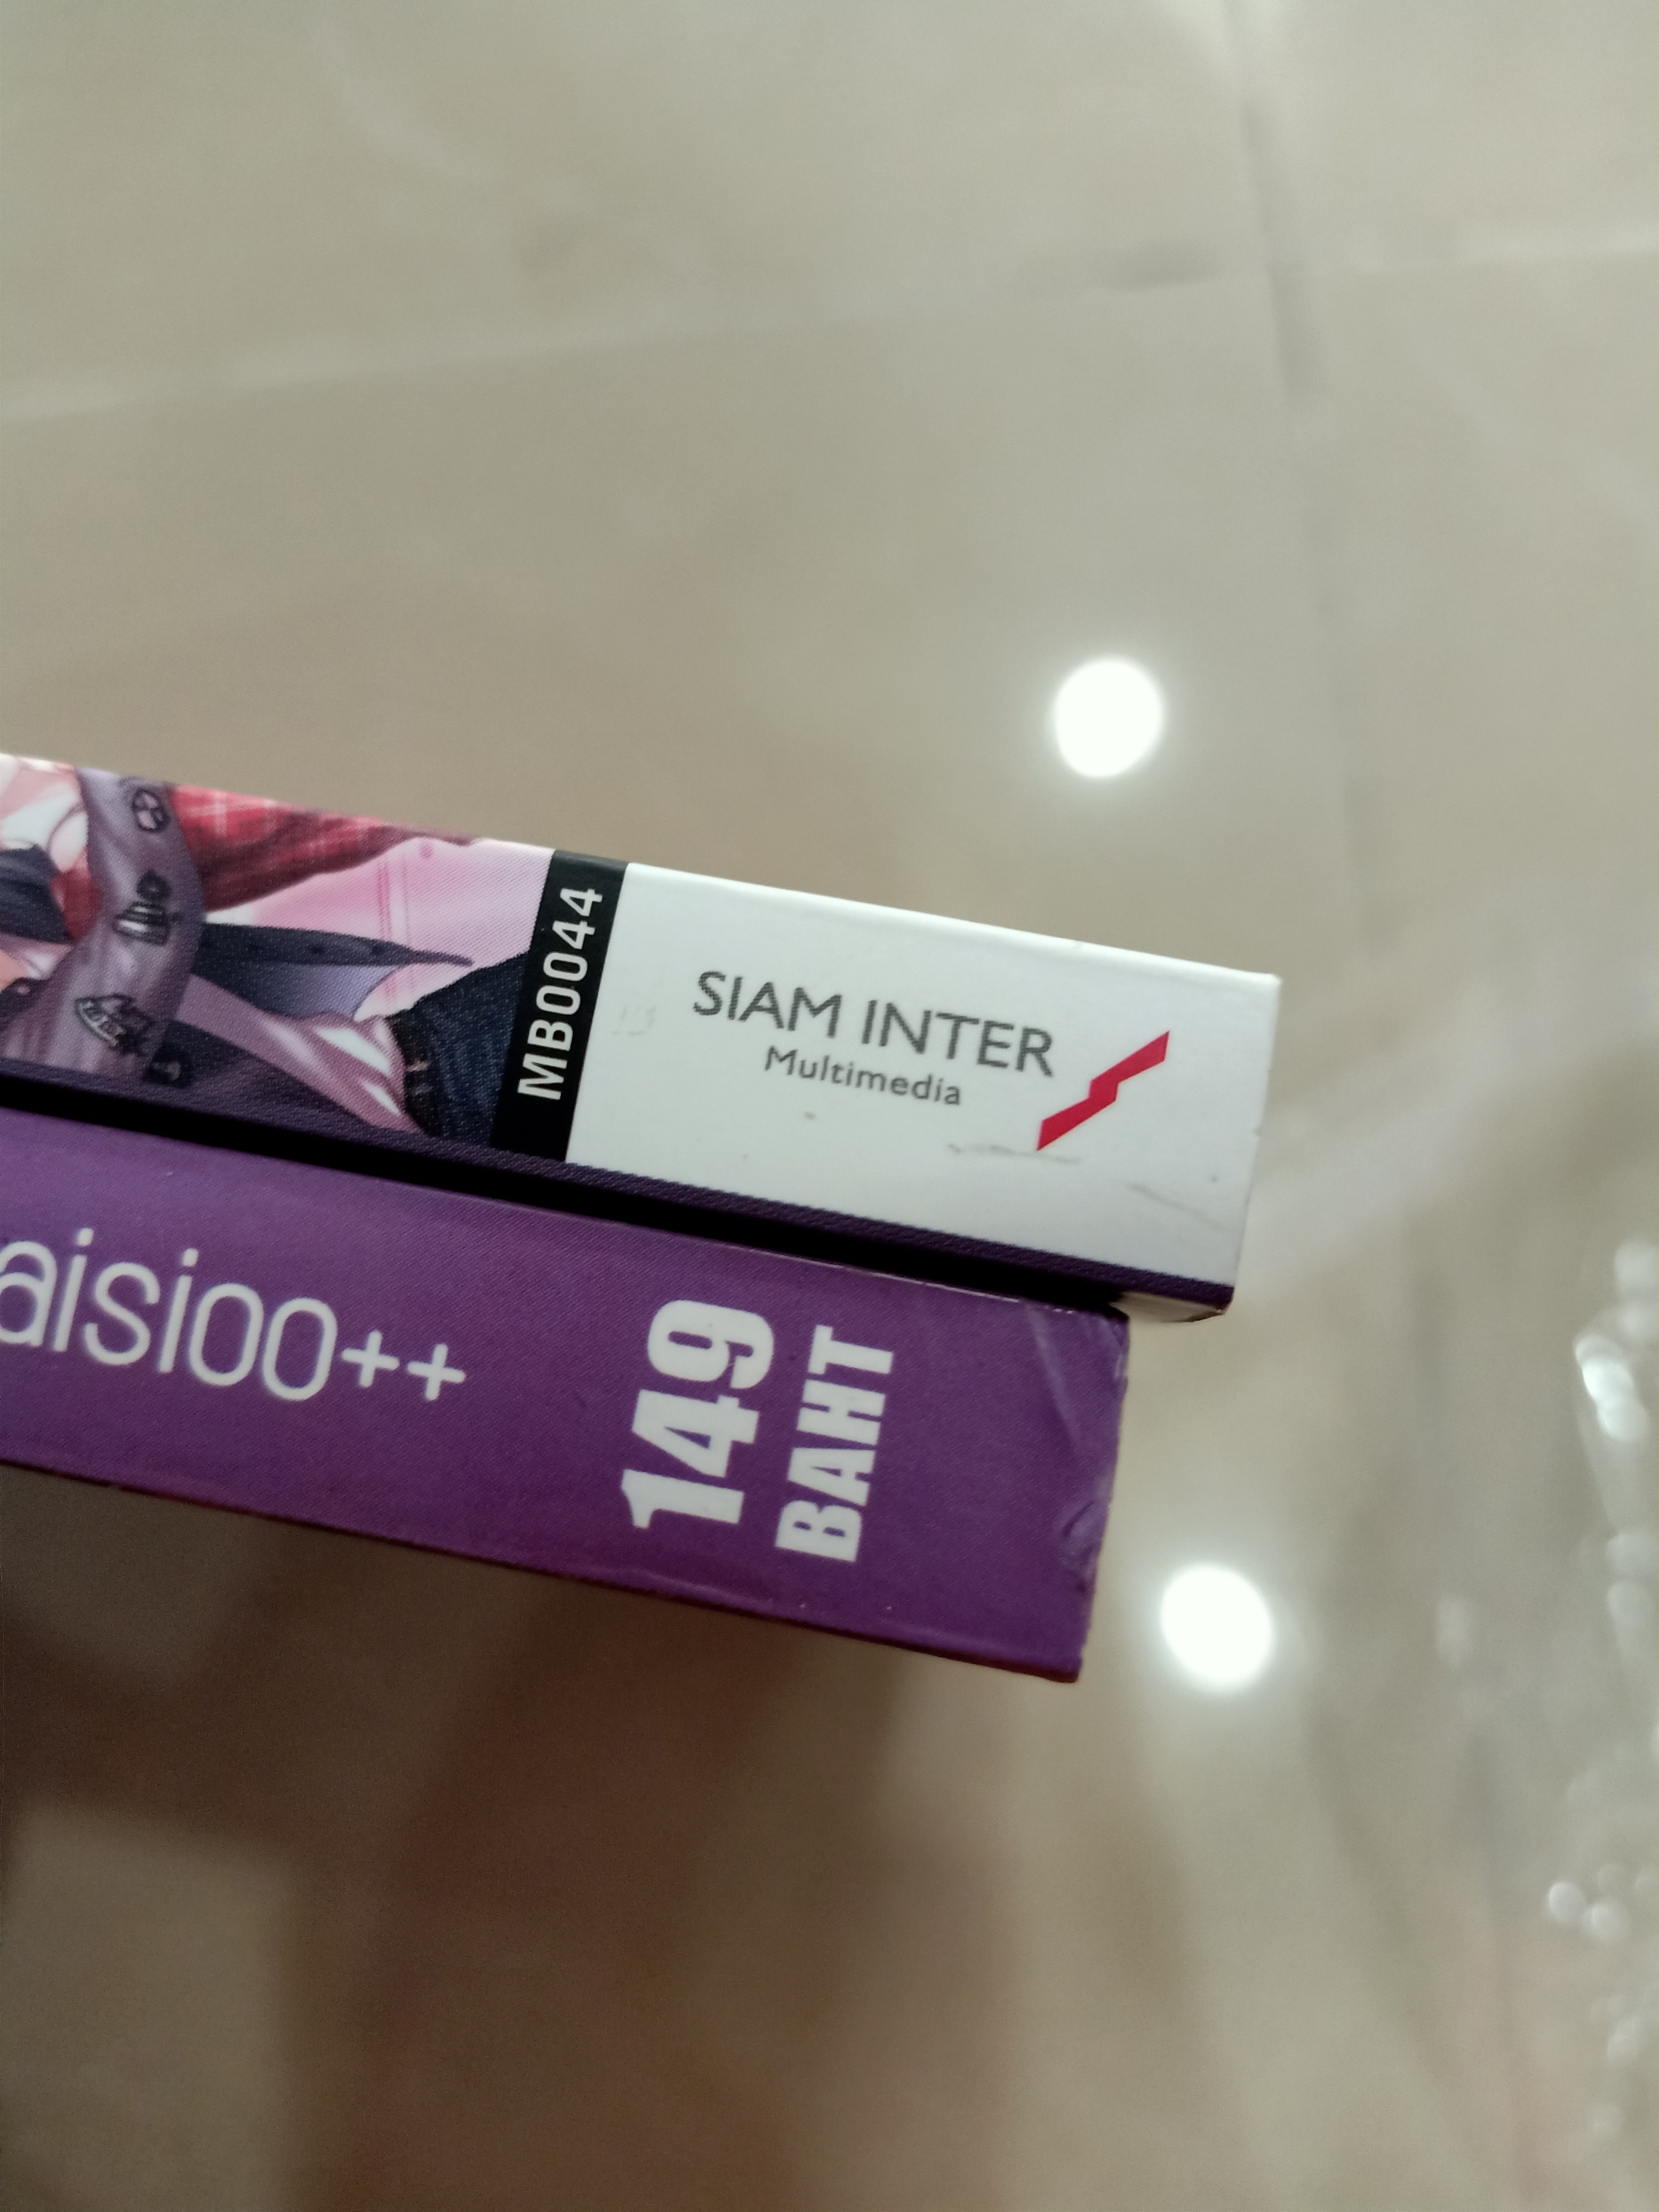 MB0044
SIAM INTER
Multimedia
aisioo++
149
BAHT